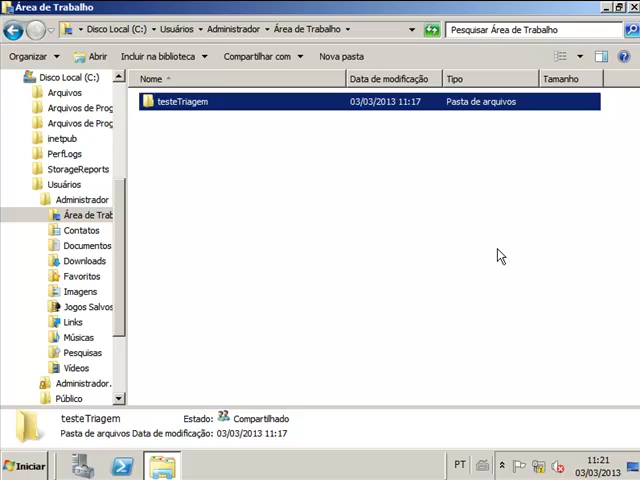 Área de Trabalho
Disco Local (C:) ▸ Usuários ▸ Administrador ▸ Área de Trabalho ▸
Pesquisar Área de Trabalho
Organizar
Abrir
Incluir na biblioteca
Compartilhar com
Nova pasta
Nome
Data de modificação
Tipo
Tamanho
testeTriagem 03/03/2013 11:17 Pasta de arquivos
Disco Local (C:)
Arquivos
Arquivos de Prog
Arquivos de Prog
inetpub
PerfLogs
StorageReports
Usuários
Administrador
Área de Trab
Contatos
Documentos
Downloads
Favoritos
Imagens
Jogos Salvos
Links
Músicas
Pesquisas
Vídeos
Administrador.
Público
testeTriagem Estado: Compartilhado
Pasta de arquivos Data de modificação: 03/03/2013 11:17
Iniciar
PT
11:21
03/03/2013